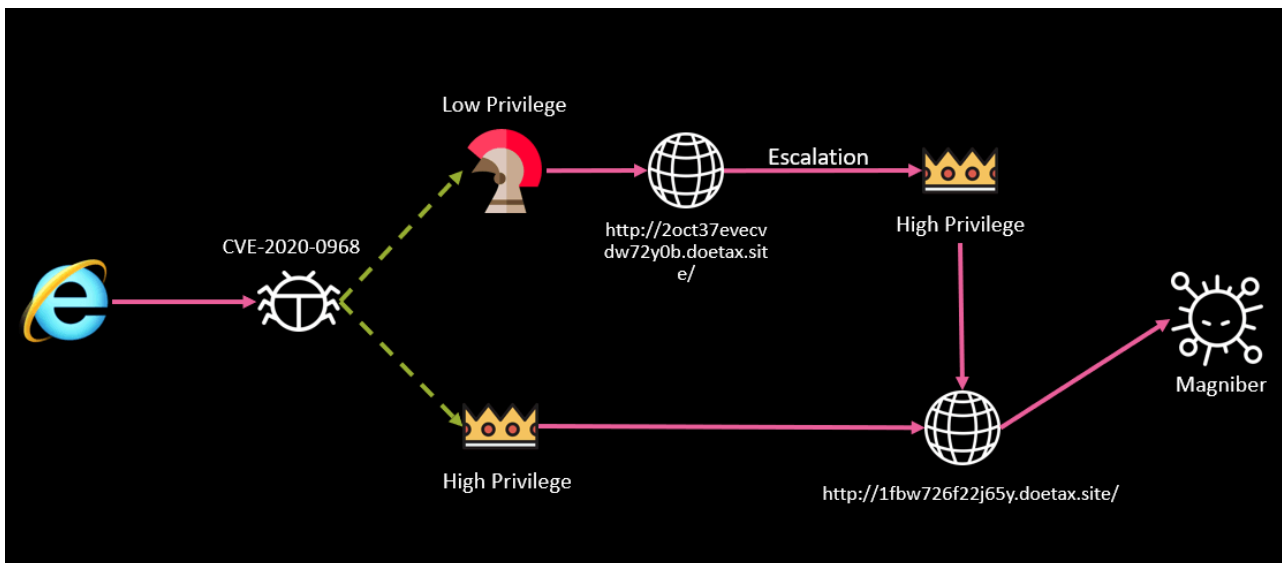 Low Privilege
Escalation
CVE-2020-0968
http://2oct37evecv
dw72y0b.doetax.sit
e/
High Privilege
Magniber
High Privilege
http://1fbw726f22j65y.doetax.site/